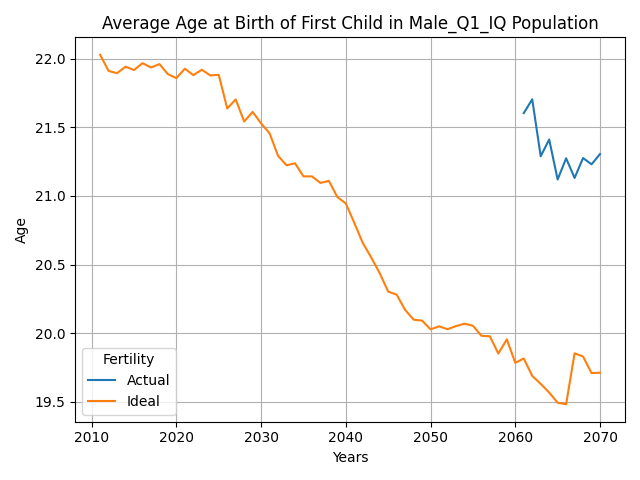 Average Age at Birth of First Child in Male_Q1_IQ Population
Age
22.0
21.5
21.0
20.5
20.0
19.5
Fertility
Actual
Ideal
2010 2020 2030 2040 2050 2060 2070
Years